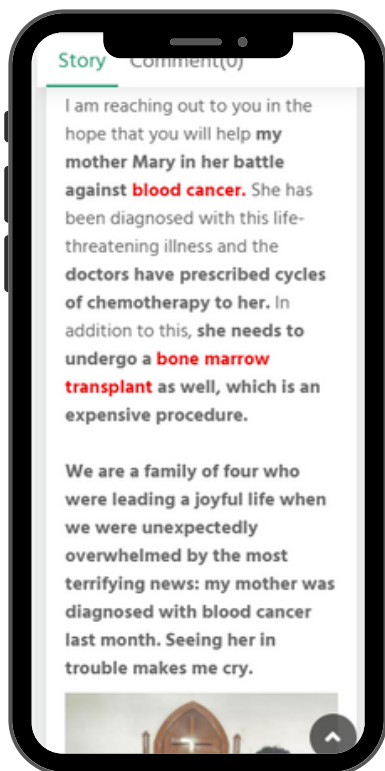 Story Comment(0)
I am reaching out to you in the
hope that you will help my
mother Mary in her battle
against blood cancer. She has
been diagnosed with this life-
threatening illness and the
doctors have prescribed cycles
of chemotherapy to her. In
addition to this, she needs to
undergo a bone marrow
transplant as well, which is an
expensive procedure.
We are a family of four who
were leading a joyful life when
we were unexpectedly
overwhelmed by the most
terrifying news: my mother was
diagnosed with blood cancer
last month. Seeing her in
trouble makes me cry.